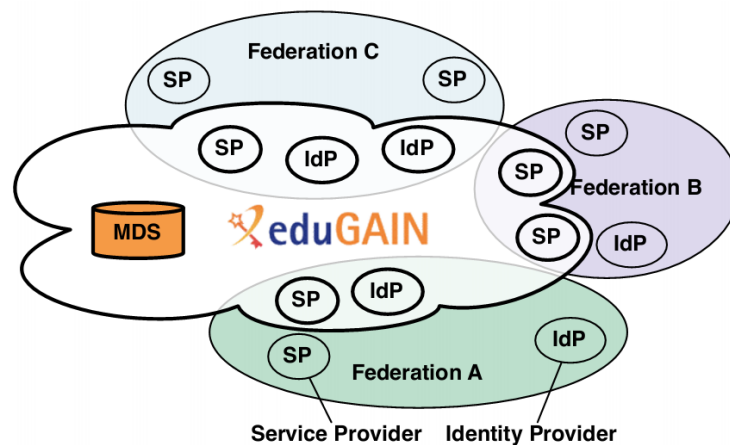 Federation C
SP
SP
SP
IdP
IdP
SP
SP
Federation B
MDS
eduGAIN
SP
IdP
SP
IdP
SP
IdP
Federation A
Service Provider
Identity Provider